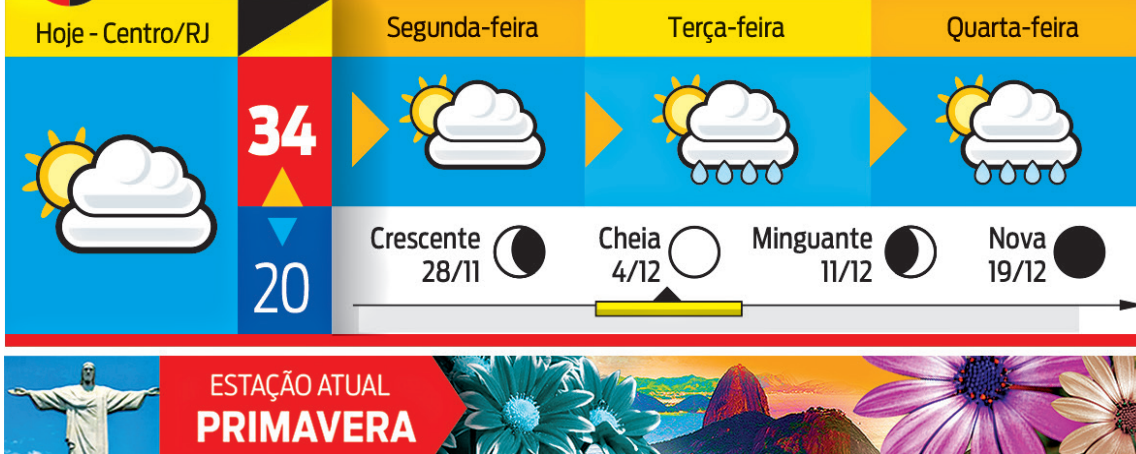 Hoje - Centro/RJ
34
20
Segunda-feira
Terça-feira
Quarta-feira
Crescente
28/11
Cheia
4/12
Minguante
11/12
Nova
19/12
ESTAÇÃO ATUAL
PRIMAVERA